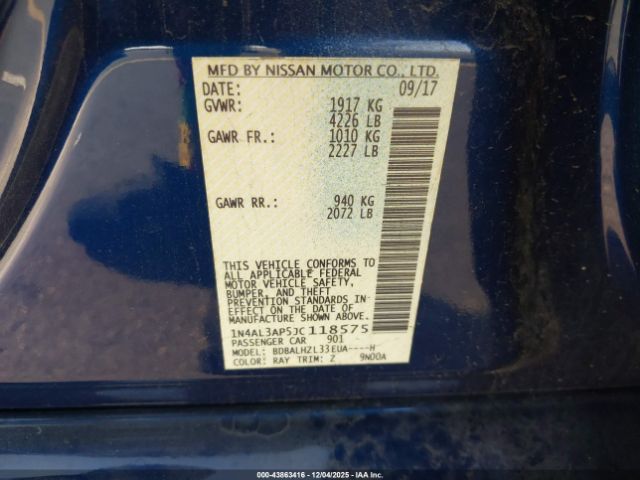 MFD BY NISSAN MOTOR CO., LTD.
DATE: 09/17
GVWR: 1917 KG
4226 LB
GAWR FR.: 1010 KG
2227 LB
GAWR RR.: 940 KG
2072 LB
THIS VEHICLE CONFORMS TO
ALL APPLICABLE FEDERAL
MOTOR VEHICLE SAFETY,
BUMPER, AND THEFT
PREVENTION STANDARDS IN
EFFECT ON THE DATE OF
MANUFACTURE SHOWN ABOVE.
1N4AL3AP5JC118575
PASSENGER CAR 901
MODEL: BDBALHZL33EUA----H
COLOR: RAY TRIM: Z 9N00A
000-43863416 - 12/04/2025 - IAA Inc.